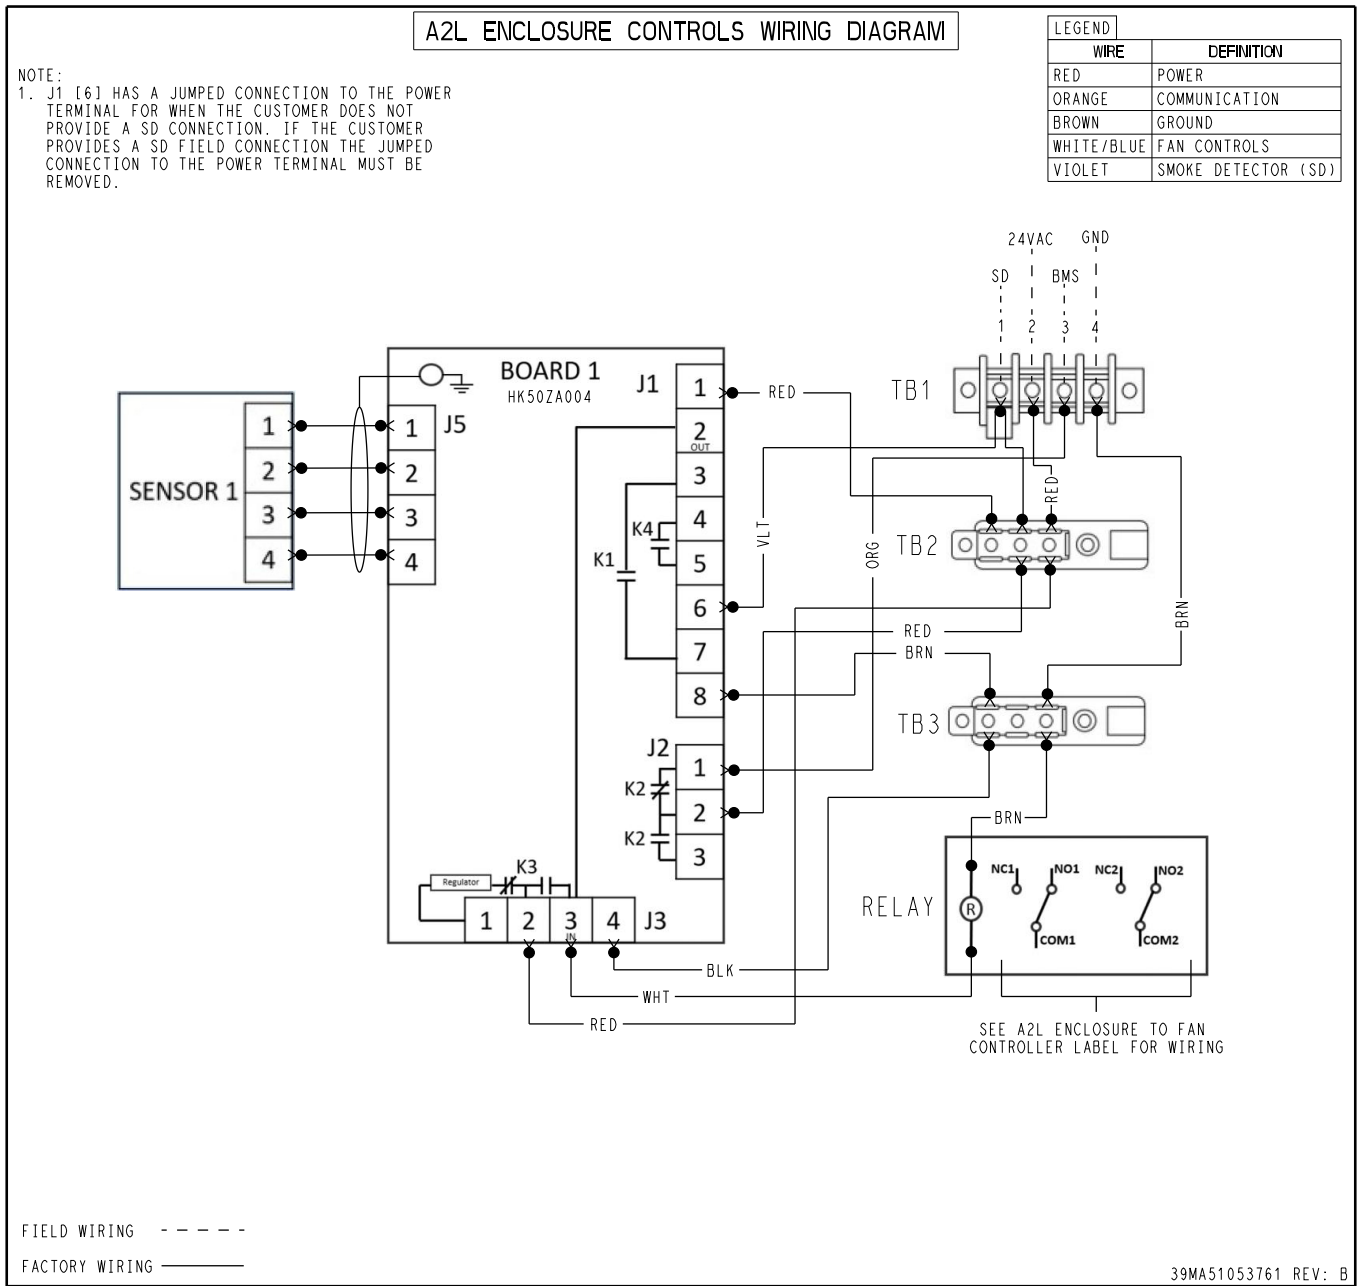 A2L ENCLOSURE CONTROLS WIRING DIAGRAM
LEGEND
WIRE DEFINITION
RED POWER
ORANGE COMMUNICATION
BROWN GROUND
WHITE/BLUE FAN CONTROLS
VIOLET SMOKE DETECTOR (SD)
NOTE:
1. J1 [6] HAS A JUMPED CONNECTION TO THE POWER
TERMINAL FOR WHEN THE CUSTOMER DOES NOT
PROVIDE A SD CONNECTION. IF THE CUSTOMER
PROVIDES A SD FIELD CONNECTION THE JUMPED
CONNECTION TO THE POWER TERMINAL MUST BE
REMOVED.
24VAC GND
SD BMS
1 2 3 4
TB1
BOARD 1
HK50ZA004
J1
1
2
OUT
3
4
5
6
7
8
K4
K1
SENSOR 1
1
2
3
4
J5
1
2
3
4
RED
VLT
ORG
RED
TB2
BRN
RED
BRN
TB3
J2
1
2
3
K2
K2
BRN
K3
Regulator
1 2 3 4
IN
J3
RELAY
R
NC1 NO1 NC2 NO2
COM1 COM2
BLK
WHT
RED
SEE A2L ENCLOSURE TO FAN
CONTROLLER LABEL FOR WIRING
FIELD WIRING
FACTORY WIRING
39MA51053761 REV: B